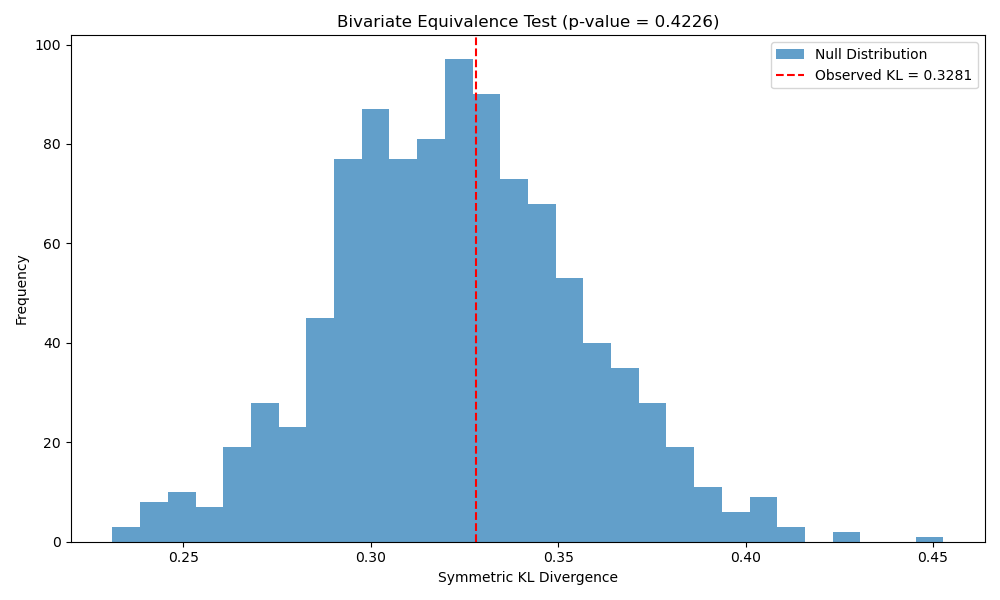 Bivariate Equivalence Test (p-value = 0.4226)
Null Distribution
Observed KL = 0.3281
Frequency
100
80
60
40
20
0
0.25
0.30
0.35
0.40
0.45
Symmetric KL Divergence